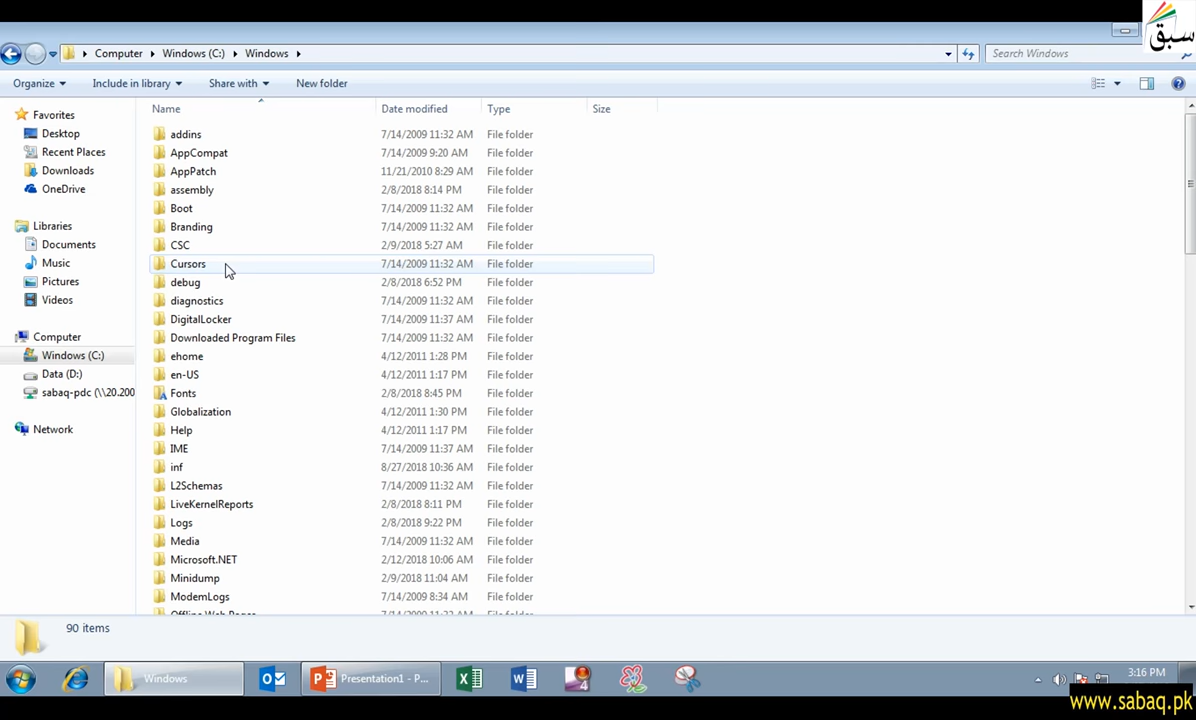 سبق
Computer Windows (C:) Windows
Search Windows
Organize Include in library Share with New folder
Name Date modified Type Size
Favorites
Desktop
Recent Places
Downloads
OneDrive
Libraries
Documents
Music
Pictures
Videos
Computer
Windows (C:)
Data (D:)
sabaq-pdc (\\20.200
Network
addins 7/14/2009 11:32 AM File folder
AppCompat 7/14/2009 9:20 AM File folder
AppPatch 11/21/2010 8:29 AM File folder
assembly 2/8/2018 8:14 PM File folder
Boot 7/14/2009 11:32 AM File folder
Branding 7/14/2009 11:32 AM File folder
CSC 2/9/2018 5:27 AM File folder
Cursors 7/14/2009 11:32 AM File folder
debug 2/8/2018 6:52 PM File folder
diagnostics 7/14/2009 11:32 AM File folder
DigitalLocker 7/14/2009 11:37 AM File folder
Downloaded Program Files 7/14/2009 11:32 AM File folder
ehome 4/12/2011 1:28 PM File folder
en-US 4/12/2011 1:17 PM File folder
Fonts 2/8/2018 8:45 PM File folder
Globalization 4/12/2011 1:30 PM File folder
Help 4/12/2011 1:17 PM File folder
IME 7/14/2009 11:37 AM File folder
inf 8/27/2018 10:36 AM File folder
L2Schemas 7/14/2009 11:32 AM File folder
LiveKernelReports 2/8/2018 8:11 PM File folder
Logs 2/8/2018 9:22 PM File folder
Media 7/14/2009 11:32 AM File folder
Microsoft.NET 2/12/2018 10:06 AM File folder
Minidump 2/9/2018 11:04 AM File folder
ModemLogs 7/14/2009 8:34 AM File folder
Offline Web Pages 7/14/2009 11:32 AM File folder
90 items
Windows
Presentation1 - P...
3:16 PM
www.sabaq.pk